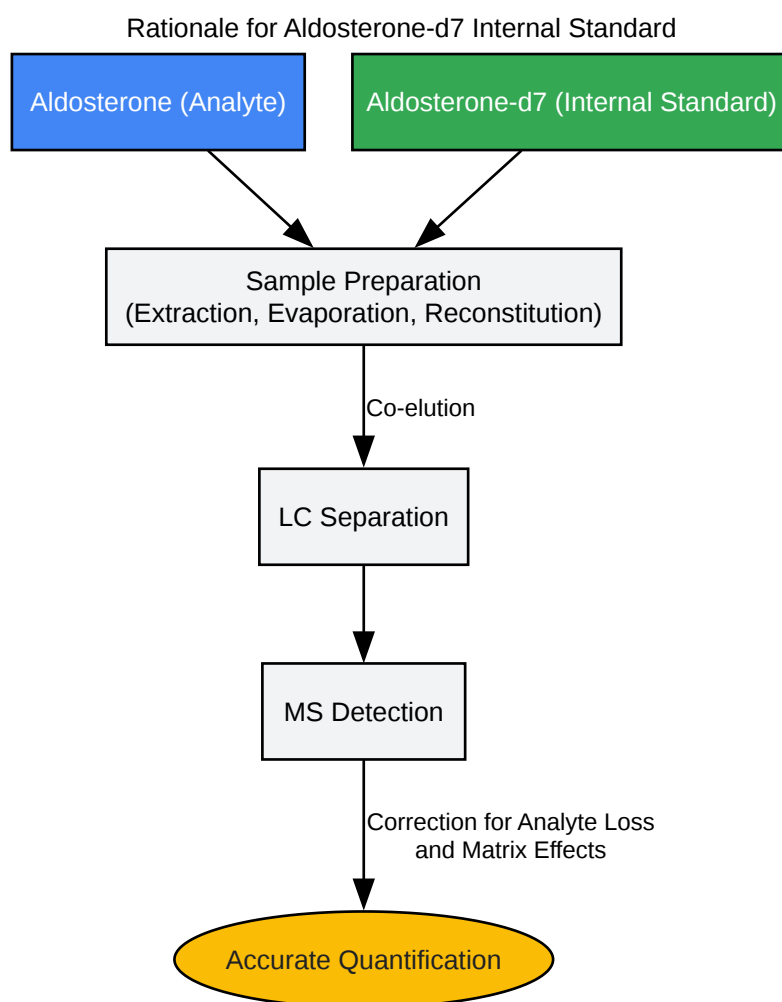 Rationale for Aldosterone-d7 Internal Standard
Aldosterone (Analyte)
Aldosterone-d7 (Internal Standard)
Sample Preparation
(Extraction, Evaporation, Reconstitution)
Co-elution
LC Separation
MS Detection
Correction for Analyte Loss
and Matrix Effects
Accurate Quantification